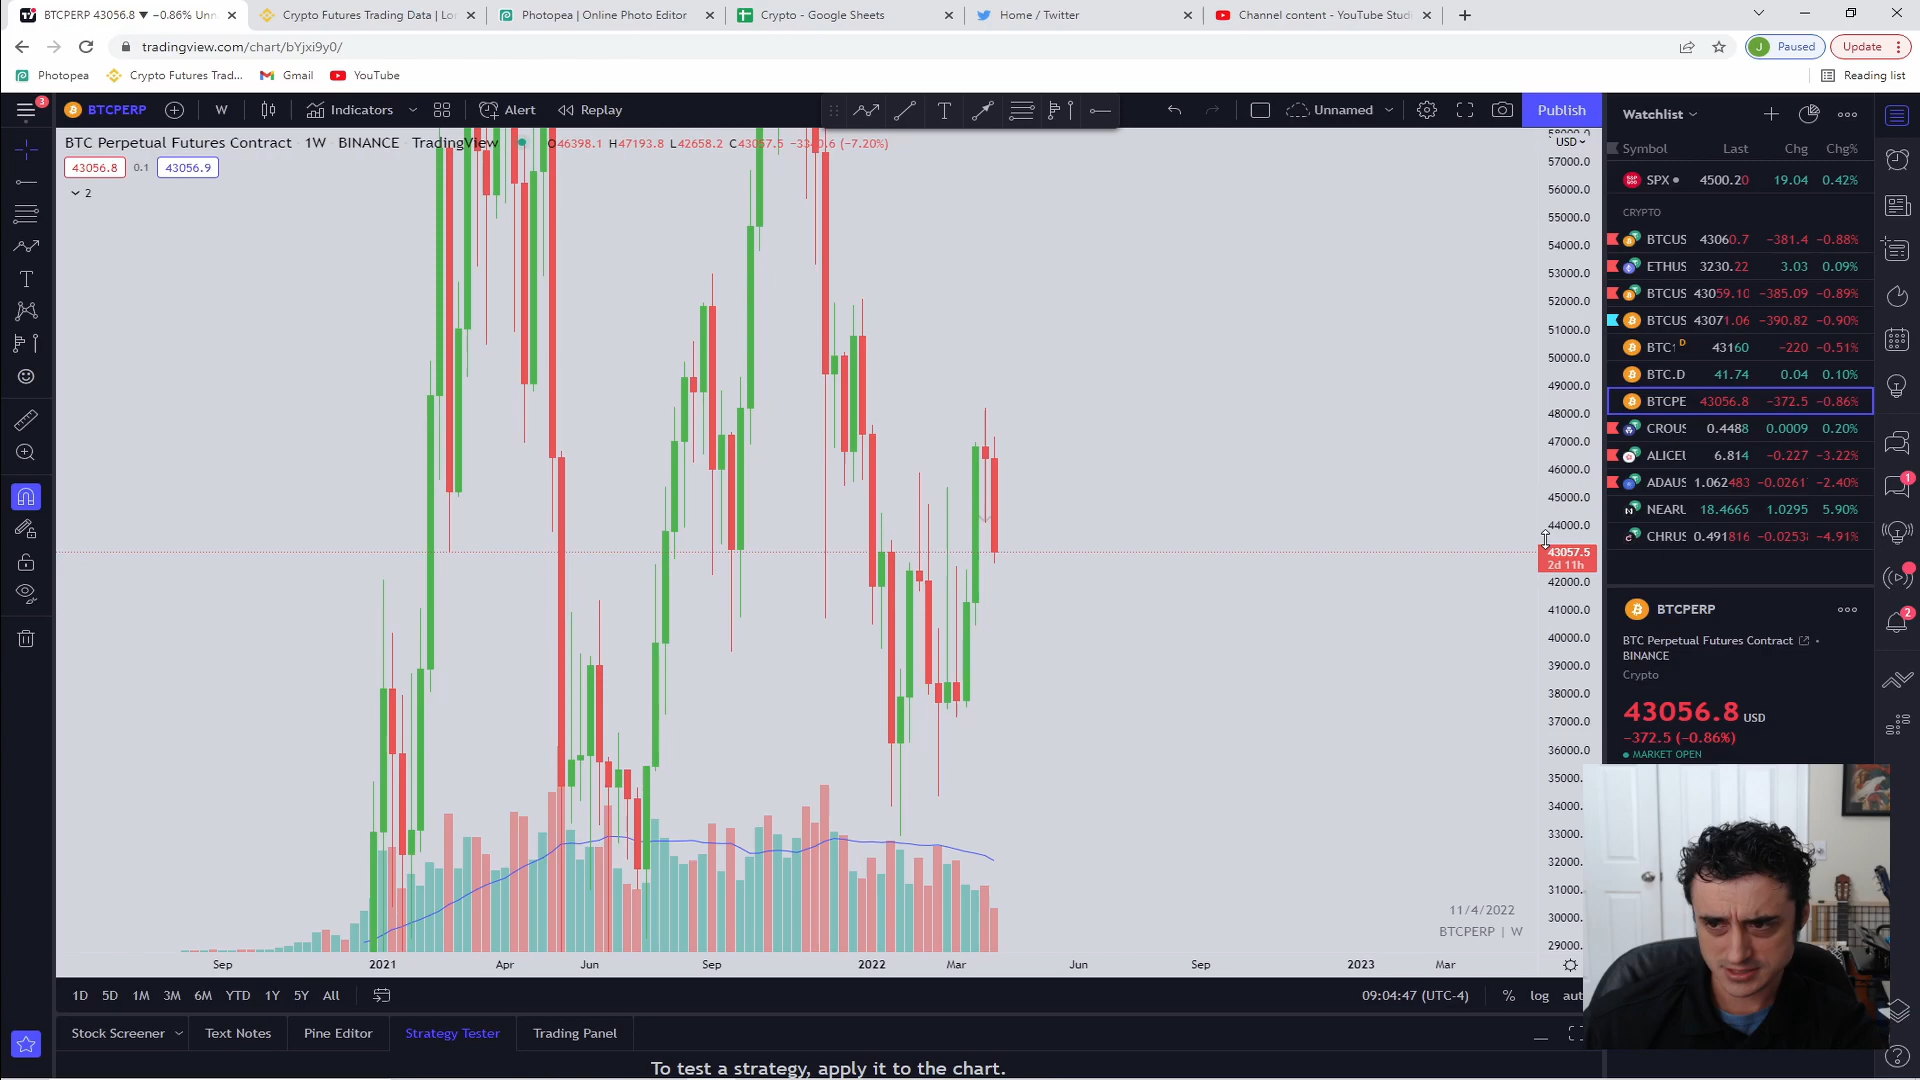 BTCPERP 43056.8 ▼ −0.86% Unn
Crypto Futures Trading Data | Lon
Photopea | Online Photo Editor
Crypto - Google Sheets
Home / Twitter
Channel content - YouTube Studi
tradingview.com/chart/bYjxi9y0/
J Paused
Update
Photopea
Crypto Futures Trad...
Gmail
YouTube
Reading list
3
BTCPERP
W
Indicators
Alert
Replay
Unnamed
Publish
BTC Perpetual Futures Contract · 1W · BINANCE · TradingView
O46398.1 H47193.8 L42658.2 C43057.5 −3340.6 (−7.20%)
43056.8 0.1 43056.9
2
USD
58000.0
57000.0
56000.0
55000.0
54000.0
53000.0
52000.0
51000.0
50000.0
49000.0
48000.0
47000.0
46000.0
45000.0
44000.0
43057.5
2d 11h
42000.0
41000.0
40000.0
39000.0
38000.0
37000.0
36000.0
35000.
34000.
33000.
32000.
31000.
30000.
29000.
11/4/2022
BTCPERP | W
Sep 2021 Apr Jun Sep 2022 Mar Jun Sep 2023 Mar
1D 5D 1M 3M 6M YTD 1Y 5Y All
09:04:47 (UTC-4) % log aut
Stock Screener Text Notes Pine Editor Strategy Tester Trading Panel
To test a strategy, apply it to the chart.
Watchlist
Symbol Last Chg Chg%
SPX 4500.20 19.04 0.42%
CRYPTO
BTCUS 43060.7 −381.4 −0.88%
ETHUS 3230.22 3.03 0.09%
BTCUS 43059.10 −385.09 −0.89%
BTCUS 43071.06 −390.82 −0.90%
BTC1 D 43160 −220 −0.51%
BTC.D 41.74 0.04 0.10%
BTCPE 43056.8 −372.5 −0.86%
CROUS 0.4488 0.0009 0.20%
ALICEU 6.814 −0.227 −3.22%
ADAUS 1.062483 −0.0261 −2.40%
NEARU 18.4665 1.0295 5.90%
CHRUS 0.491816 −0.0253 −4.91%
BTCPERP
BTC Perpetual Futures Contract
BINANCE
Crypto
43056.8 USD
−372.5 (−0.86%)
MARKET OPEN
1
2